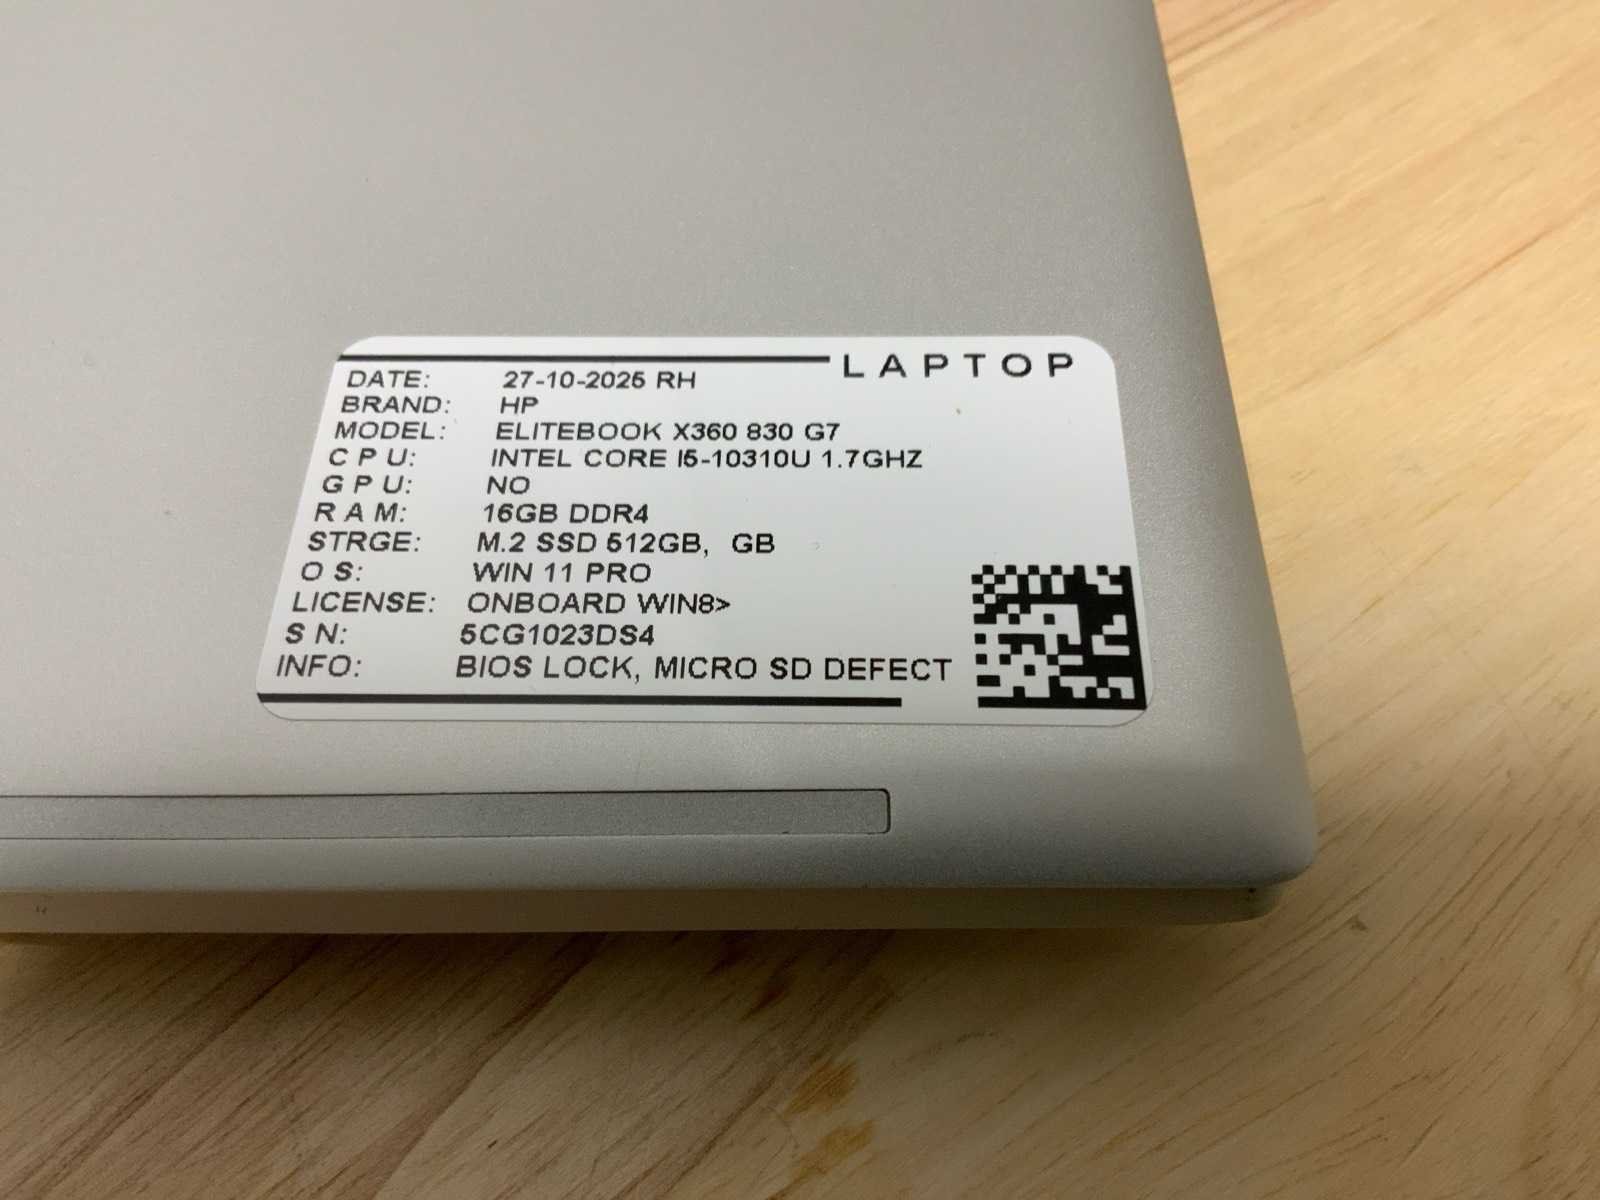 LAPTOP
DATE: 27-10-2025 RH
BRAND: HP
MODEL: ELITEBOOK X360 830 G7
C P U: INTEL CORE I5-10310U 1.7GHZ
G P U: NO
R A M: 16GB DDR4
STRGE: M.2 SSD 512GB, GB
O S: WIN 11 PRO
LICENSE: ONBOARD WIN8>
S N: 5CG1023DS4
INFO: BIOS LOCK, MICRO SD DEFECT